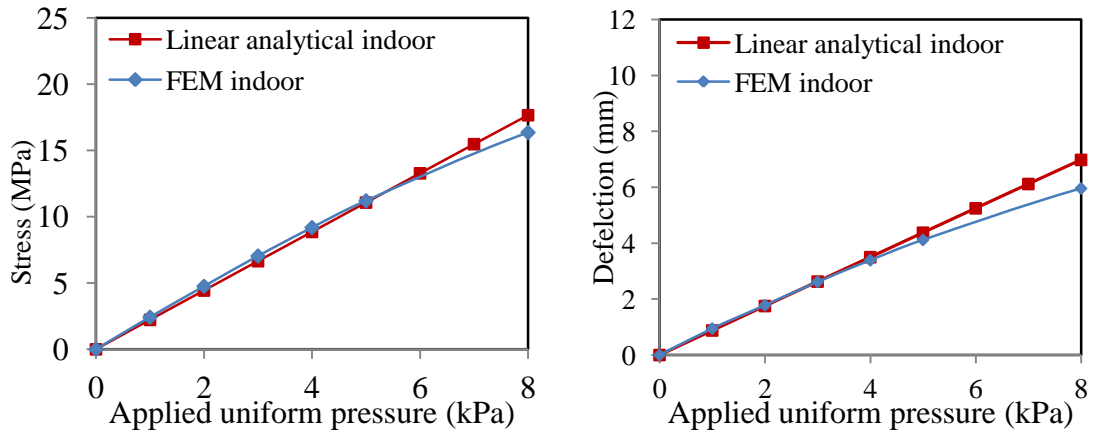 25
20
15
10
5
0
Stress (MPa)
Linear analytical indoor
FEM indoor
0 2 4 6 8
Applied uniform pressure (kPa)
12
10
8
6
4
2
0
Defelction (mm)
Linear analytical indoor
FEM indoor
0 2 4 6 8
Applied uniform pressure (kPa)